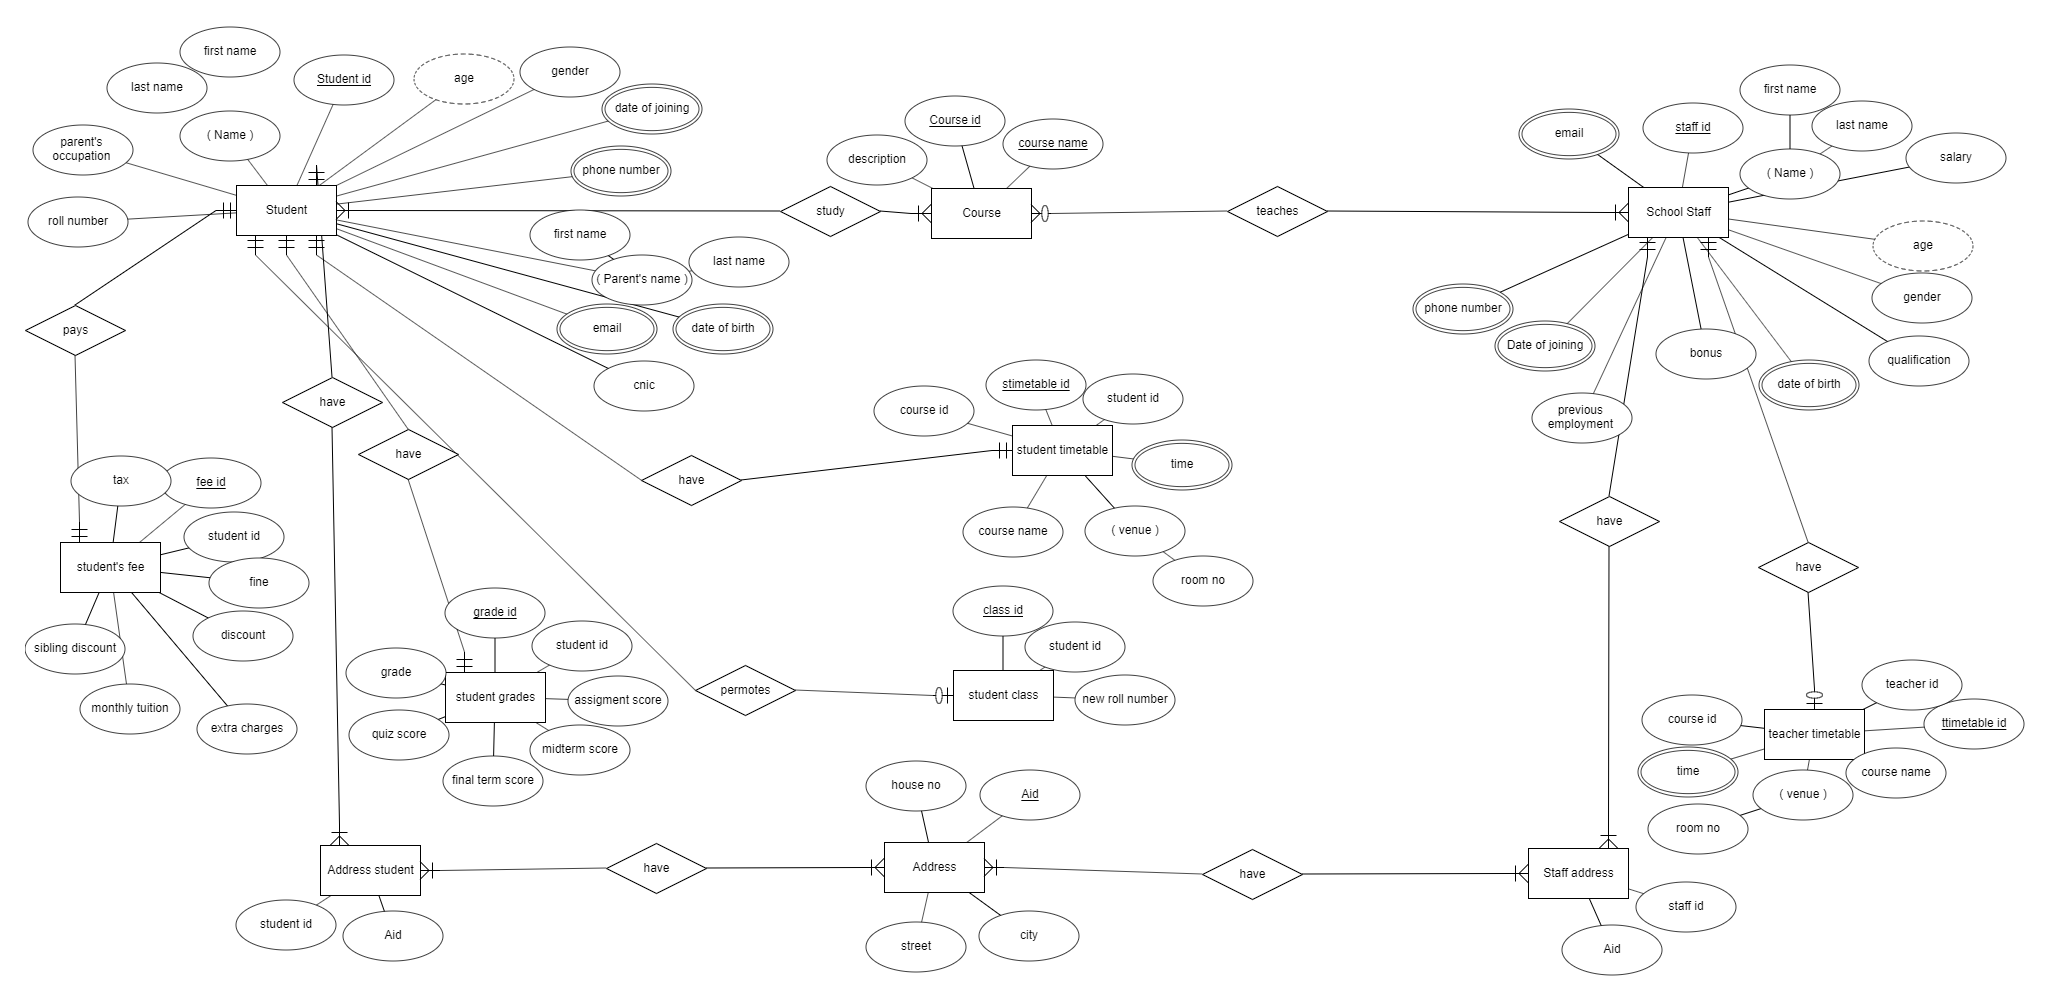 first name
last name
Student id
age
gender
date of joining
( Name )
parent's
occupation
phone number
roll number
Student
first name
last name
( Parent's name )
email
date of birth
cnic
study
description
Course id
course name
Course
teaches
email
staff id
first name
last name
( Name )
salary
School Staff
age
gender
qualification
date of birth
bonus
previous
employment
Date of joining
phone number
pays
have
have
have
course id
stimetable id
student id
student timetable
time
course name
( venue )
room no
tax
fee id
student id
student's fee
fine
discount
sibling discount
monthly tuition
extra charges
grade id
student id
grade
student grades
assigment score
quiz score
midterm score
final term score
permotes
class id
student id
student class
new roll number
have
have
teacher id
course id
ttimetable id
teacher timetable
time
course name
( venue )
room no
house no
Aid
Address student
have
Address
have
Staff address
student id
Aid
street
city
staff id
Aid